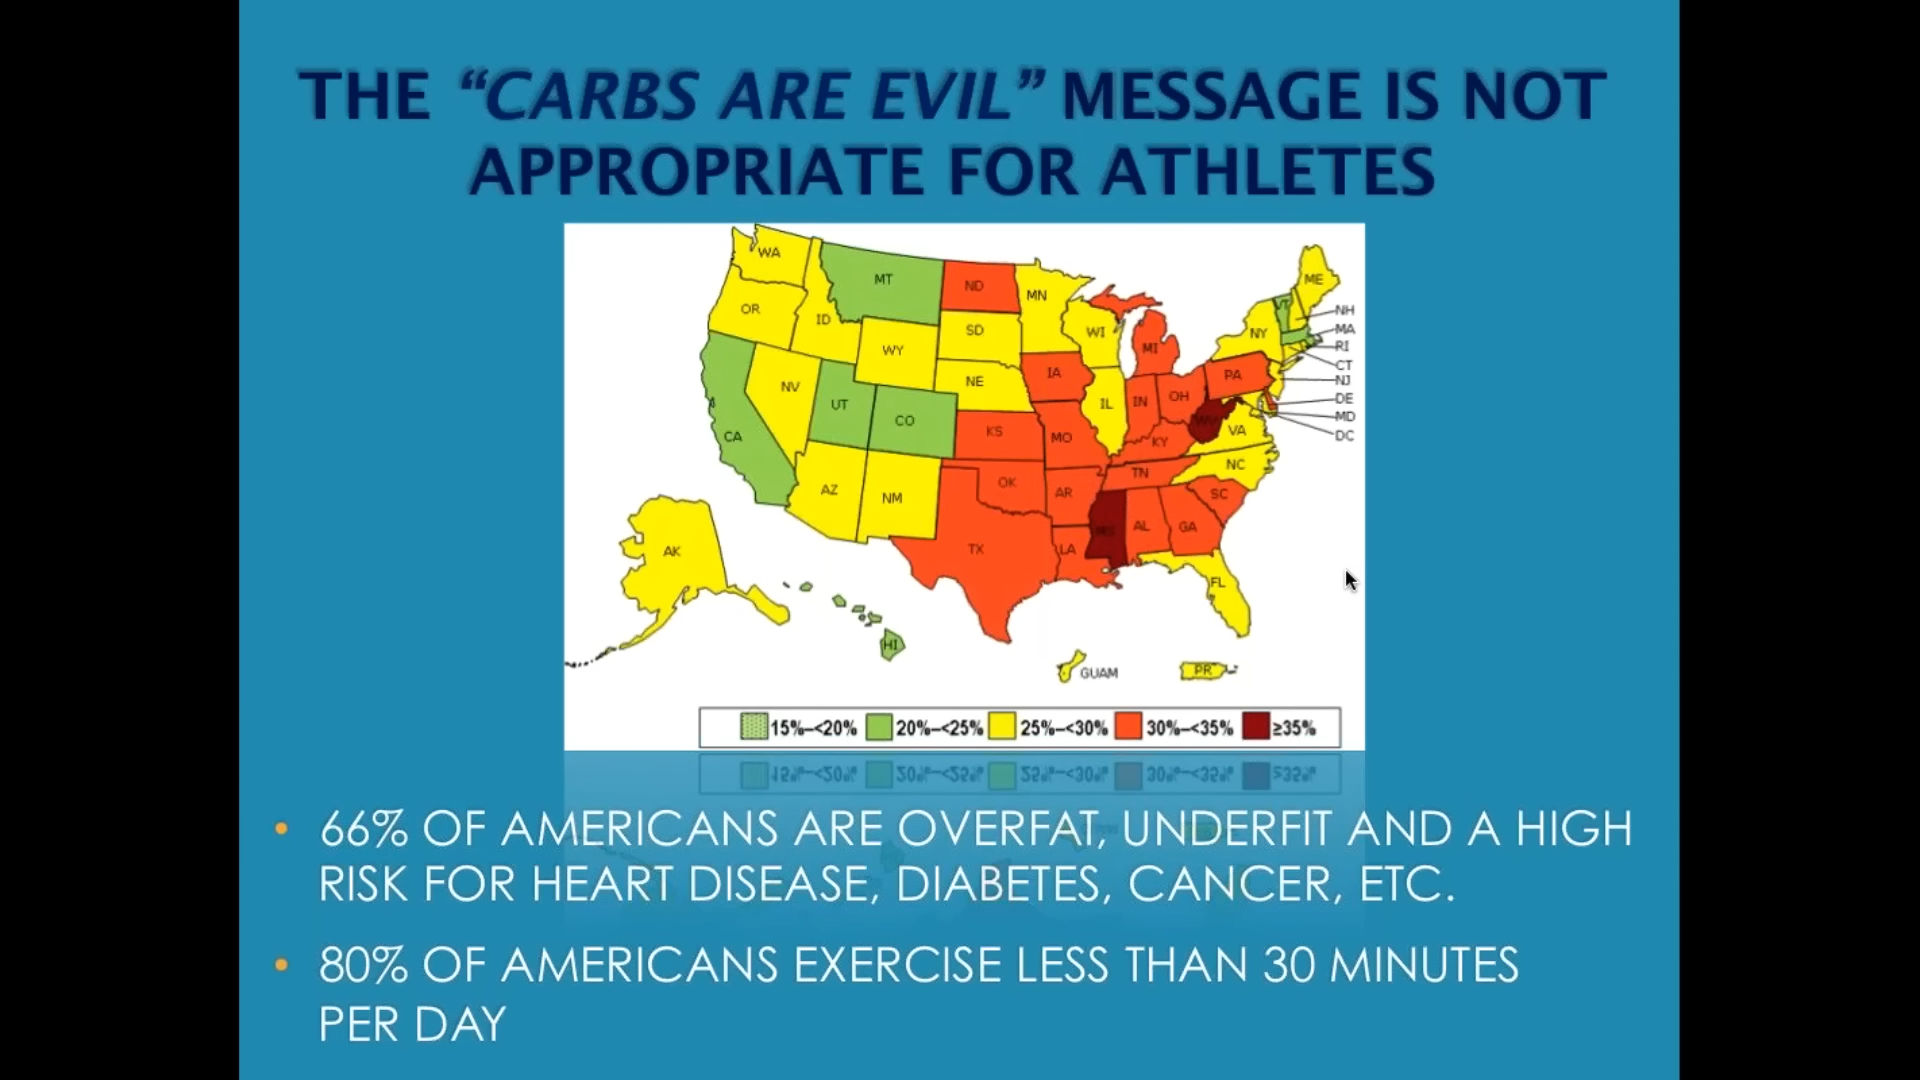 THE “CARBS ARE EVIL” MESSAGE IS NOT
APPROPRIATE FOR ATHLETES
WA
MT
ND
MN
ME
OR
ID
SD
WI
NY
VT
NH
MA
RI
CT
NJ
DE
MD
DC
WY
MI
NV
UT
CO
NE
IA
IL
IN
OH
PA
CA
KS
MO
KY
WV
VA
AZ
NM
OK
AR
TN
NC
SC
TX
LA
MS
AL
GA
FL
AK
HI
GUAM
PR
15%–<20% 20%–<25% 25%–<30% 30%–<35% ≥35%
• 66% OF AMERICANS ARE OVERFAT, UNDERFIT AND A HIGH
RISK FOR HEART DISEASE, DIABETES, CANCER, ETC.
• 80% OF AMERICANS EXERCISE LESS THAN 30 MINUTES
PER DAY